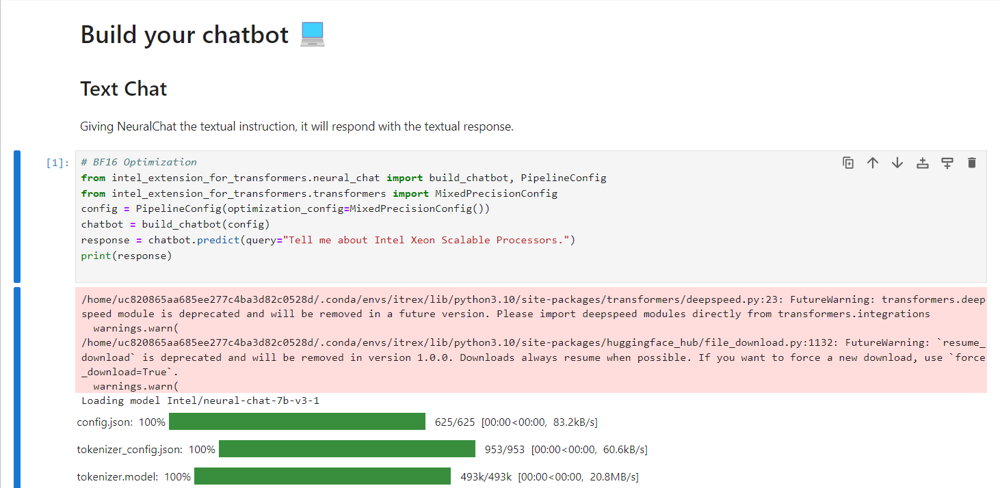 Build your chatbot 💻
Text Chat
Giving NeuralChat the textual instruction, it will respond with the textual response.
[1]:
# BF16 Optimization
from intel_extension_for_transformers.neural_chat import build_chatbot, PipelineConfig
from intel_extension_for_transformers.transformers import MixedPrecisionConfig
config = PipelineConfig(optimization_config=MixedPrecisionConfig())
chatbot = build_chatbot(config)
response = chatbot.predict(query="Tell me about Intel Xeon Scalable Processors.")
print(response)
/home/uc820865aa685ee277c4ba3d82c0528d/.conda/envs/itrex/lib/python3.10/site-packages/transformers/deepspeed.py:23: FutureWarning: transformers.deep
speed module is deprecated and will be removed in a future version. Please import deepspeed modules directly from transformers.integrations
  warnings.warn(
/home/uc820865aa685ee277c4ba3d82c0528d/.conda/envs/itrex/lib/python3.10/site-packages/huggingface_hub/file_download.py:1132: FutureWarning: `resume_
download` is deprecated and will be removed in version 1.0.0. Downloads always resume when possible. If you want to force a new download, use `force
_download=True`.
  warnings.warn(
Loading model Intel/neural-chat-7b-v3-1
config.json: 100% 625/625 [00:00<00:00, 83.2kB/s]
tokenizer_config.json: 100% 953/953 [00:00<00:00, 60.6kB/s]
tokenizer.model: 100% 493k/493k [00:00<00:00, 20.8MB/s]